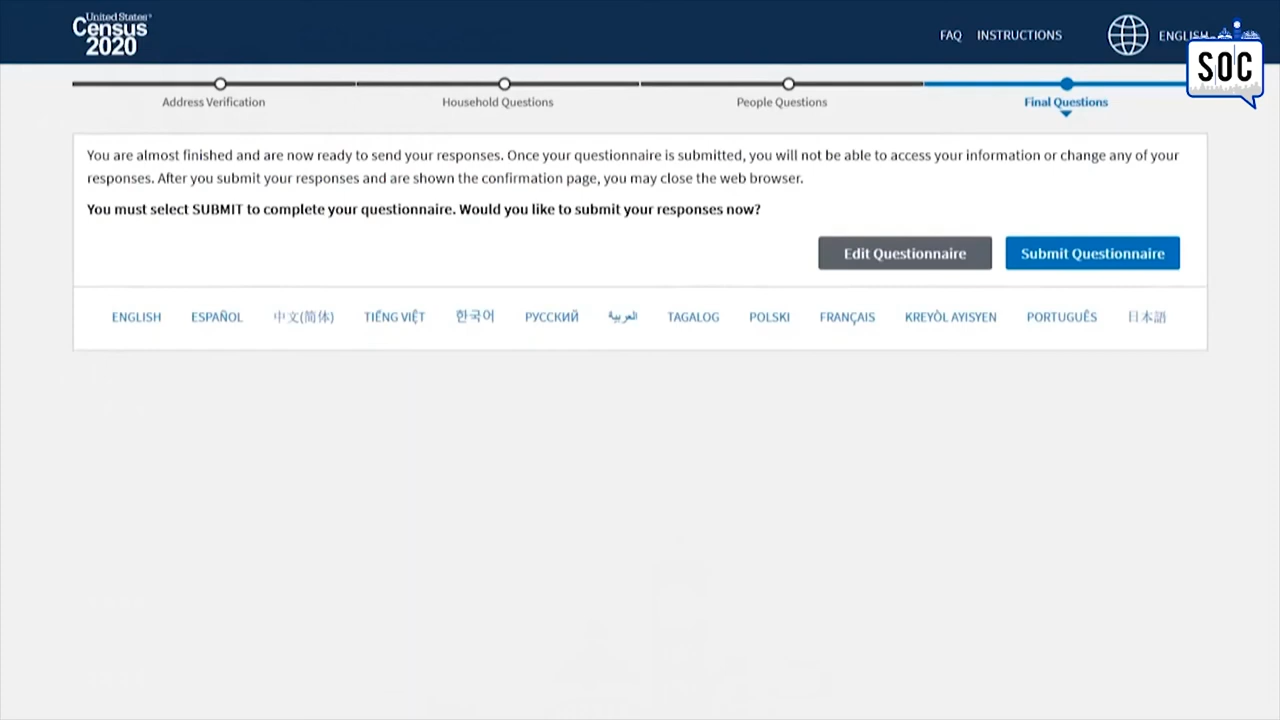 United States®
Census
2020
FAQ INSTRUCTIONS ENGLISH
SOC
Address Verification Household Questions People Questions Final Questions
You are almost finished and are now ready to send your responses. Once your questionnaire is submitted, you will not be able to access your information or change any of your
responses. After you submit your responses and are shown the confirmation page, you may close the web browser.
You must select SUBMIT to complete your questionnaire. Would you like to submit your responses now?
Edit Questionnaire Submit Questionnaire
ENGLISH ESPAÑOL 中文(简体) TIẾNG VIỆT 한국어 РУССКИЙ العربية TAGALOG POLSKI FRANÇAIS KREYÒL AYISYEN PORTUGUÊS 日本語